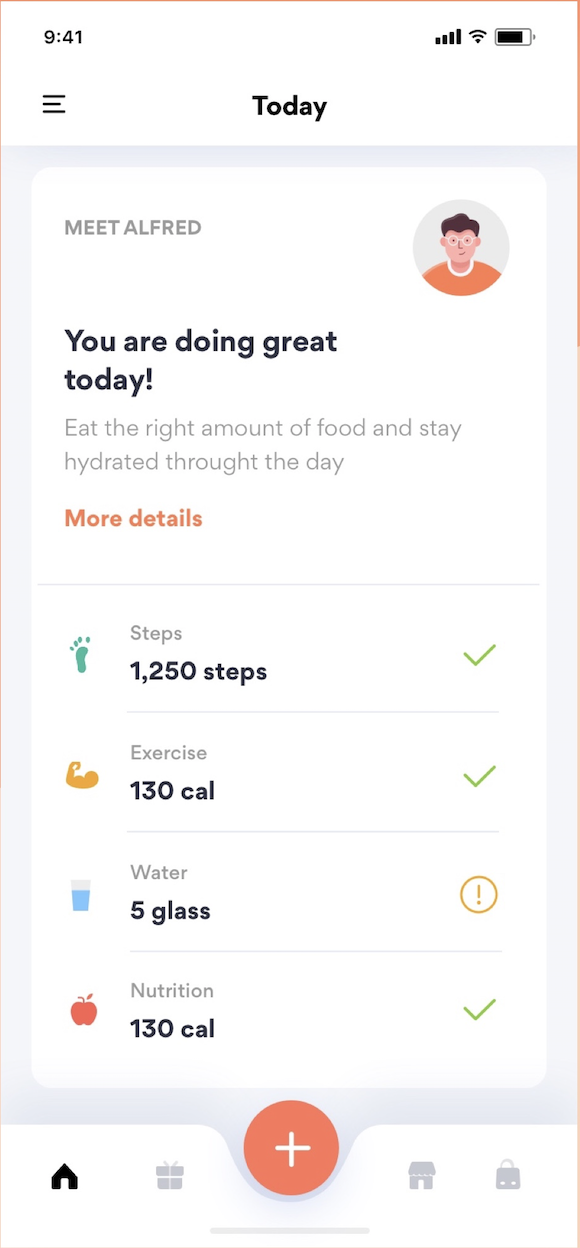 9:41
Today
MEET ALFRED
You are doing great
today!
Eat the right amount of food and stay
hydrated throught the day
More details
Steps
1,250 steps
Exercise
130 cal
Water
5 glass
Nutrition
130 cal